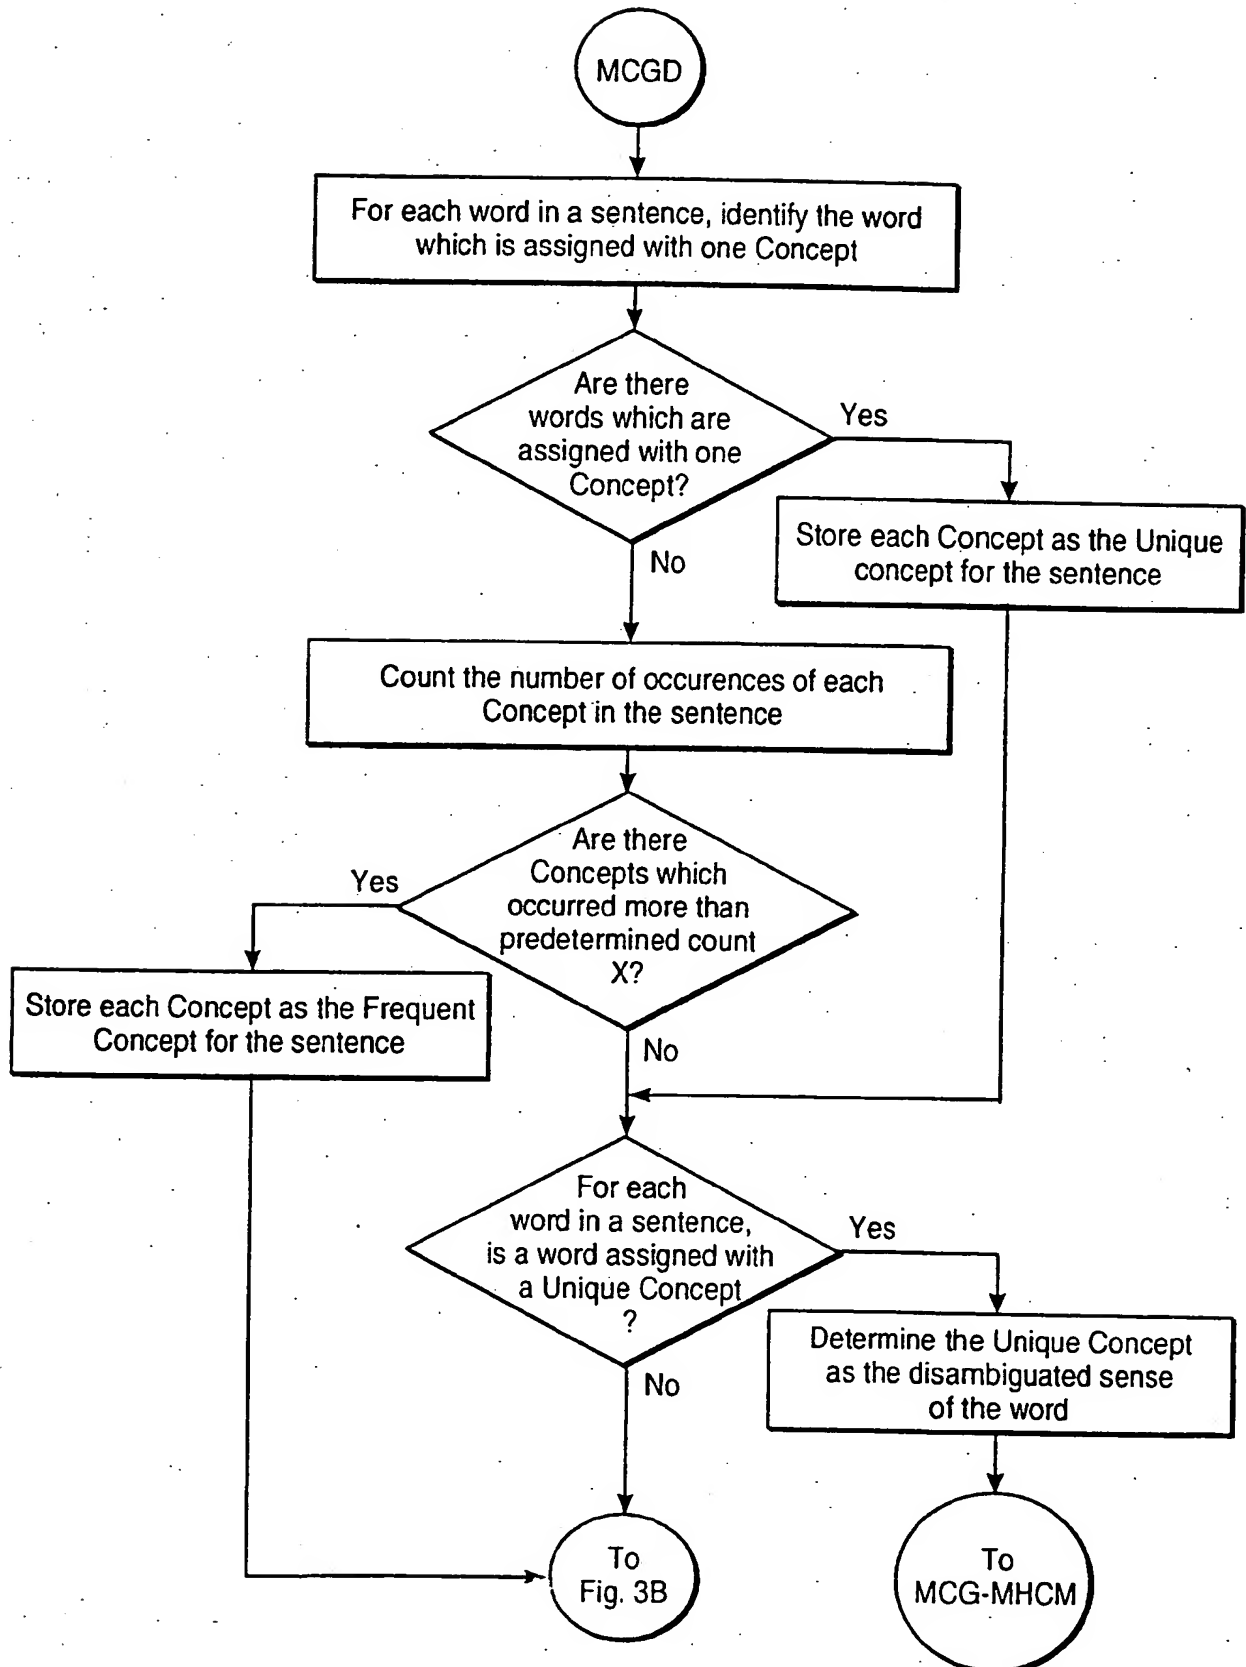 MCGD
For each word in a sentence, identify the word
which is assigned with one Concept
Are there
words which are
assigned with one
Concept?
Yes
Store each Concept as the Unique
concept for the sentence
No
Count the number of occurences of each
Concept in the sentence
Are there
Concepts which
occurred more than
predetermined count
X?
Yes
Store each Concept as the Frequent
Concept for the sentence
No
For each
word in a sentence,
is a word assigned with
a Unique Concept
?
Yes
Determine the Unique Concept
as the disambiguated sense
of the word
No
To
Fig. 3B
To
MCG-MHCM